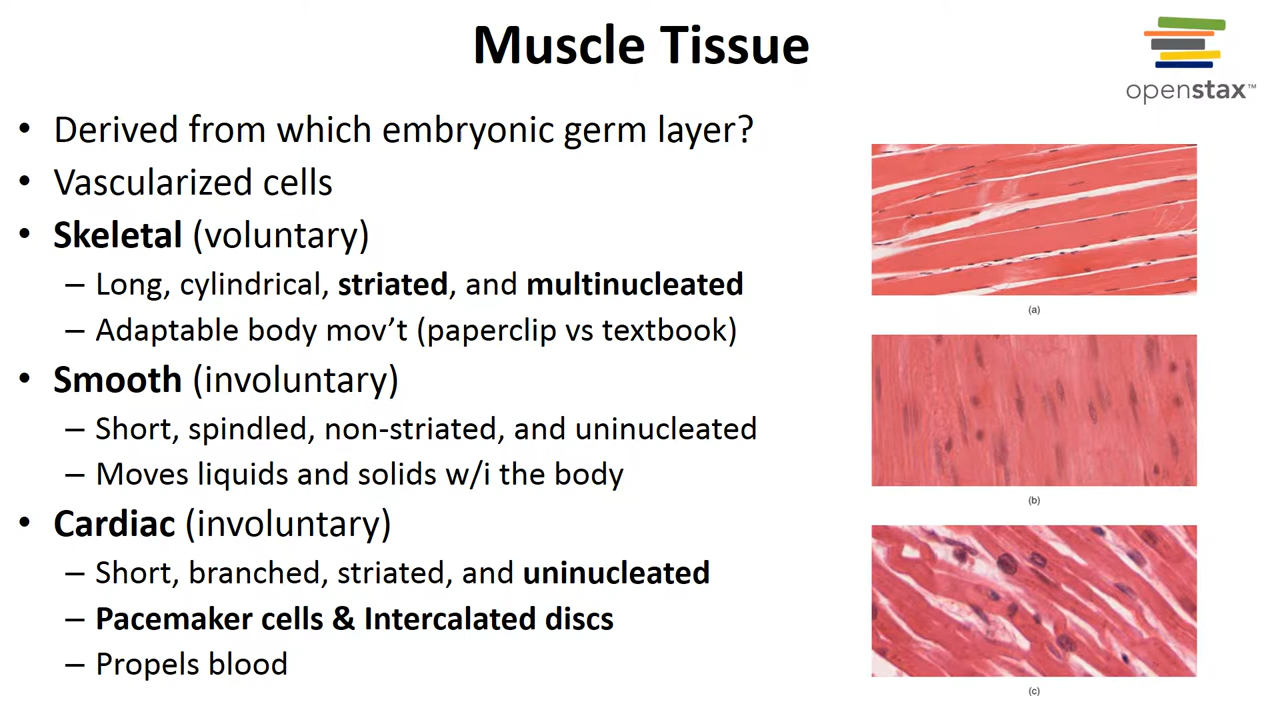 Muscle Tissue
openstax™
• Derived from which embryonic germ layer?
• Vascularized cells
• Skeletal (voluntary)
– Long, cylindrical, striated, and multinucleated
– Adaptable body mov’t (paperclip vs textbook)
• Smooth (involuntary)
– Short, spindled, non-striated, and uninucleated
– Moves liquids and solids w/i the body
• Cardiac (involuntary)
– Short, branched, striated, and uninucleated
– Pacemaker cells & Intercalated discs
– Propels blood
(a)
(b)
(c)